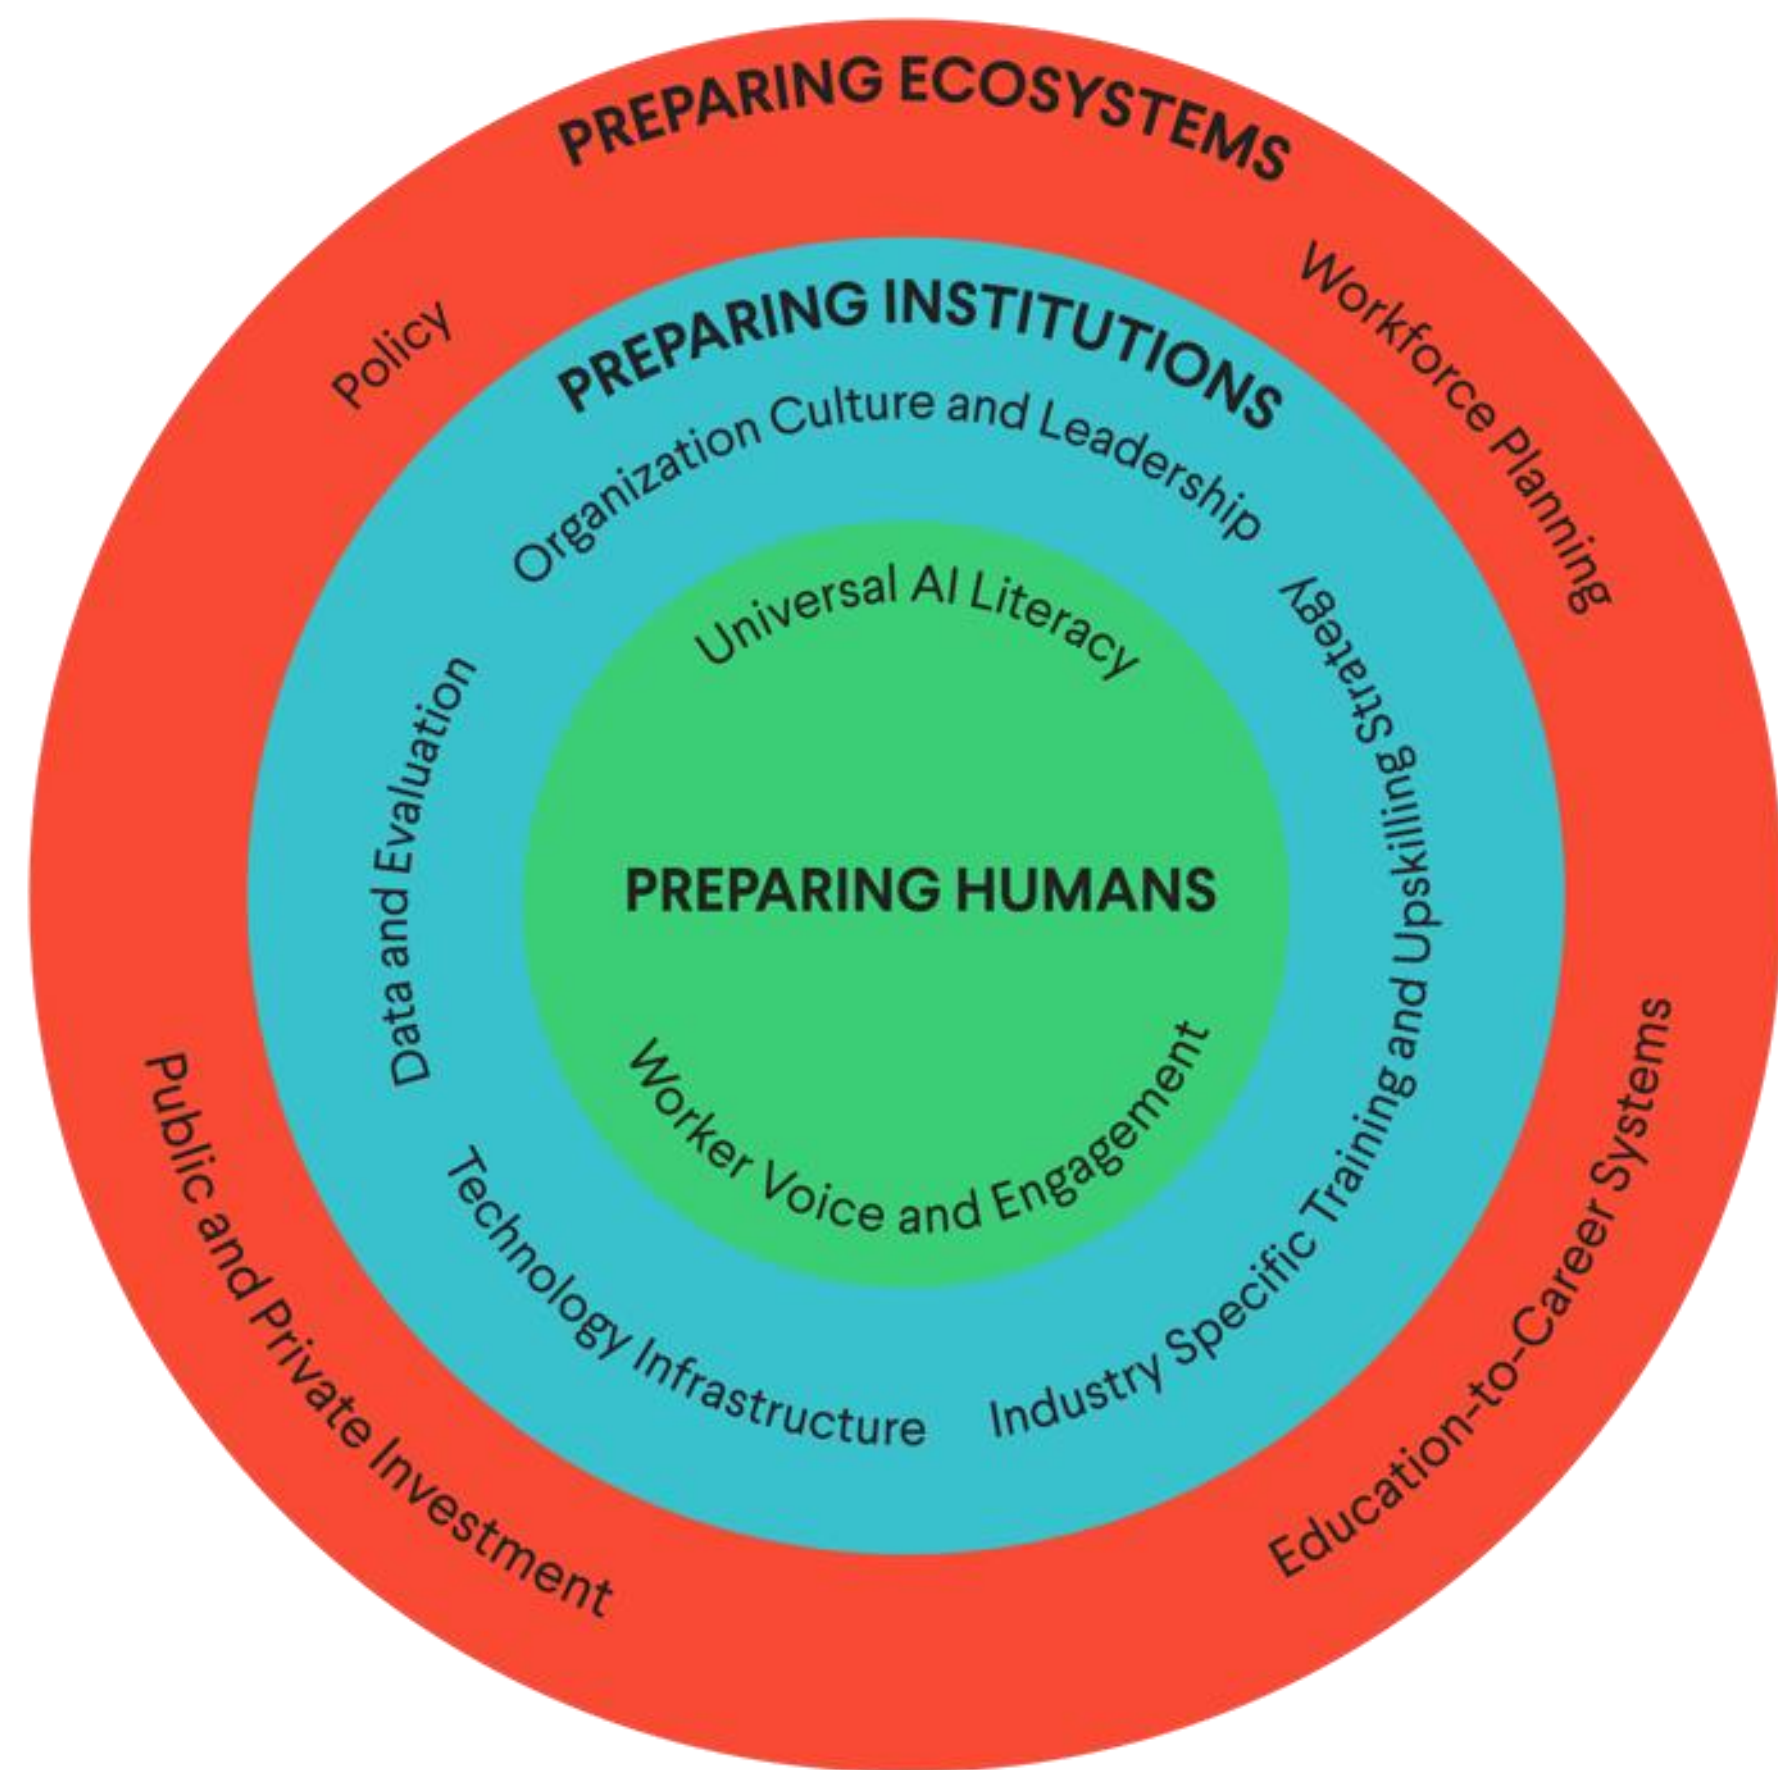 PREPARING ECOSYSTEMS
Policy
Workforce Planning
Public and Private Investment
Education-to-Career Systems
PREPARING INSTITUTIONS
Organization Culture and Leadership
Data and Evaluation
Technology Infrastructure
Industry Specific Training and Upskilling Strategy
Universal AI Literacy
PREPARING HUMANS
Worker Voice and Engagement